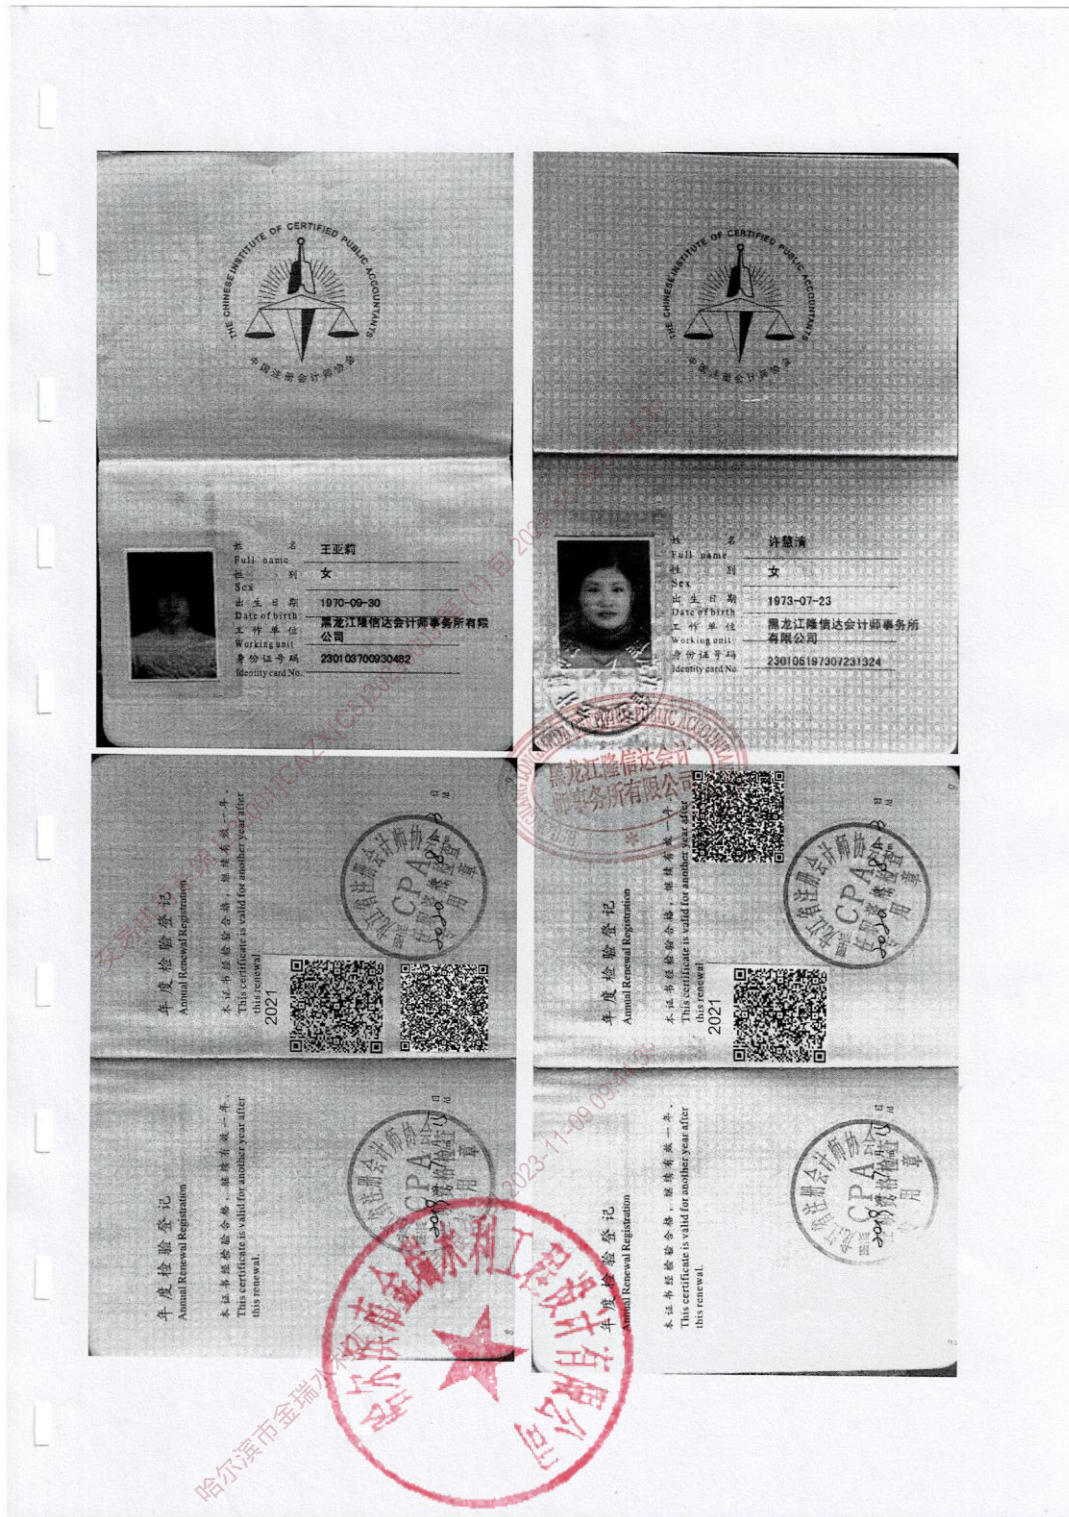 THE CHINESE INSTITUTE OF CERTIFIED PUBLIC ACCOUNTANTS
中国注册会计师协会
姓 名
Full name
王亚莉
性 别
Sex
女
出 生 日 期
Date of birth
1970-09-30
工 作 单 位
Working unit
黑龙江隆信达会计师事务所有限
公司
身份证号码
Identity card No.
230103700930482
THE CHINESE INSTITUTE OF CERTIFIED PUBLIC ACCOUNTANTS
中国注册会计师协会
姓 名
Full name
许慧清
性 别
Sex
女
出 生 日 期
Date of birth
1973-07-23
工 作 单 位
Working unit
黑龙江隆信达会计师事务所
有限公司
身份证号码
Identity card No.
230106197307231324
黑龙江隆信达会计
师事务所有限公司
年度检验登记
Annual Renewal Registration
本证书经检验合格，继续有效一年。
This certificate is valid for another year after
this renewal
2021
CPA
年度检验登记
Annual Renewal Registration
本证书经检验合格，继续有效一年。
This certificate is valid for another year after
this renewal.
CPA
年度检验登记
Annual Renewal Registration
本证书经检验合格，继续有效一年。
This certificate is valid for another year after
this renewal
2021
CPA
年度检验登记
Annual Renewal Registration
本证书经检验合格，继续有效一年。
This certificate is valid for another year after
this renewal.
CPA
哈尔滨市金瑞水利工程设计有限公司
哈尔滨市金瑞水利
2023-11-09 09:44:35